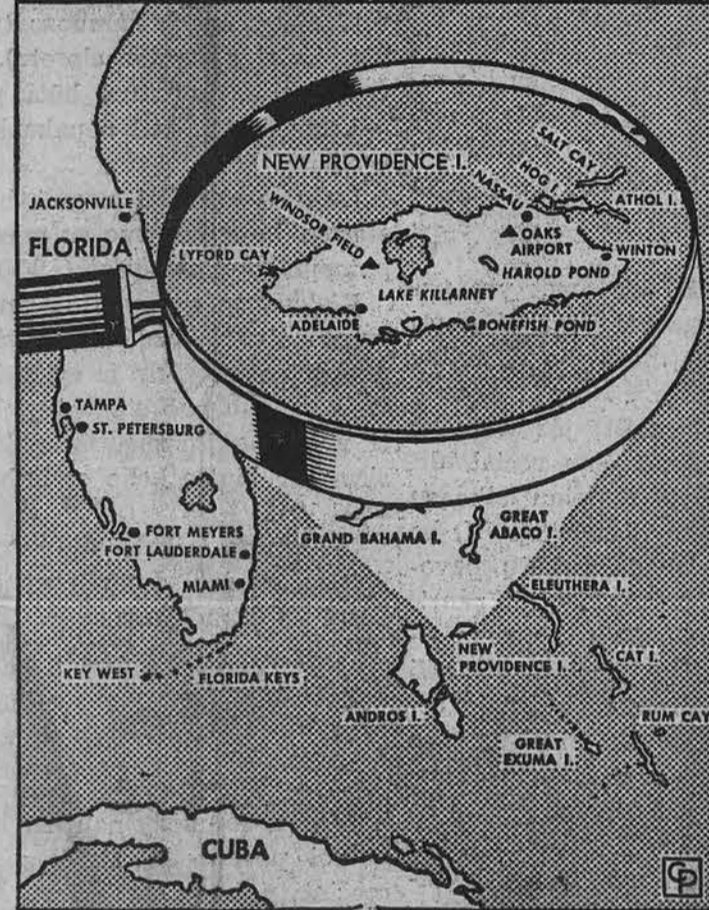 NEW PROVIDENCE I.
SALT CAY
HOG I.
NASSAU
ATHOL I.
JACKSONVILLE
WINDSOR FIELD
OAKS
AIRPORT
FLORIDA
LYFORD CAY
WINTON
HAROLD POND
LAKE KILLARNEY
ADELAIDE
BONEFISH POND
TAMPA
ST. PETERSBURG
GRAND BAHAMA I.
GREAT
ABACO I.
FORT MEYERS
FORT LAUDERDALE
MIAMI
ELEUTHERA I.
KEY WEST
FLORIDA KEYS
NEW
PROVIDENCE I.
CAT I.
ANDROS I.
RUM CAY
GREAT
EXUMA I.
CUBA
CP